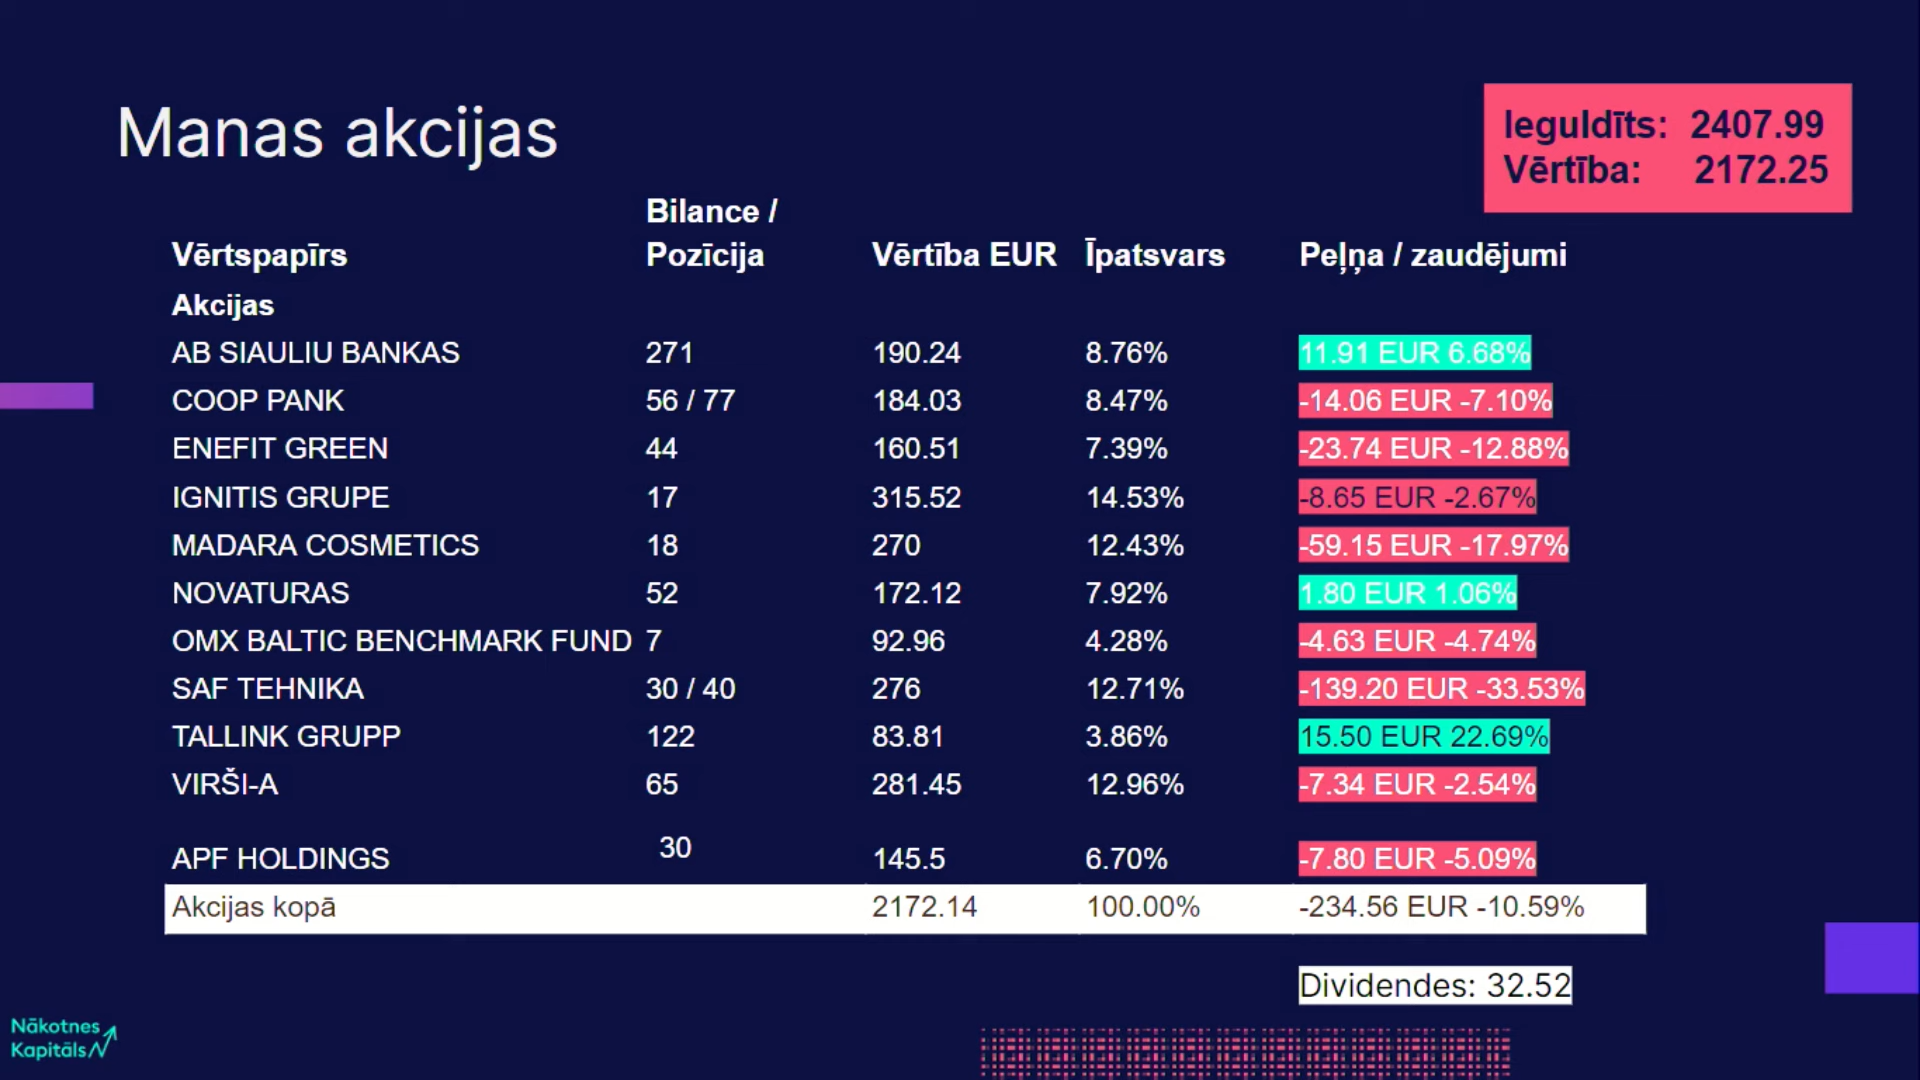 Manas akcijas
Ieguldīts: 2407.99
Vērtība: 2172.25
Vērtspapīrs Bilance / Pozīcija Vērtība EUR Īpatsvars Peļņa / zaudējumi
Akcijas
AB SIAULIU BANKAS 271 190.24 8.76% 11.91 EUR 6.68%
COOP PANK 56 / 77 184.03 8.47% -14.06 EUR -7.10%
ENEFIT GREEN 44 160.51 7.39% -23.74 EUR -12.88%
IGNITIS GRUPE 17 315.52 14.53% -8.65 EUR -2.67%
MADARA COSMETICS 18 270 12.43% -59.15 EUR -17.97%
NOVATURAS 52 172.12 7.92% 1.80 EUR 1.06%
OMX BALTIC BENCHMARK FUND 7 92.96 4.28% -4.63 EUR -4.74%
SAF TEHNIKA 30 / 40 276 12.71% -139.20 EUR -33.53%
TALLINK GRUPP 122 83.81 3.86% 15.50 EUR 22.69%
VIRŠI-A 65 281.45 12.96% -7.34 EUR -2.54%
APF HOLDINGS 30 145.5 6.70% -7.80 EUR -5.09%
Akcijas kopā 2172.14 100.00% -234.56 EUR -10.59%
Dividendes: 32.52
Nākotnes
Kapitāls